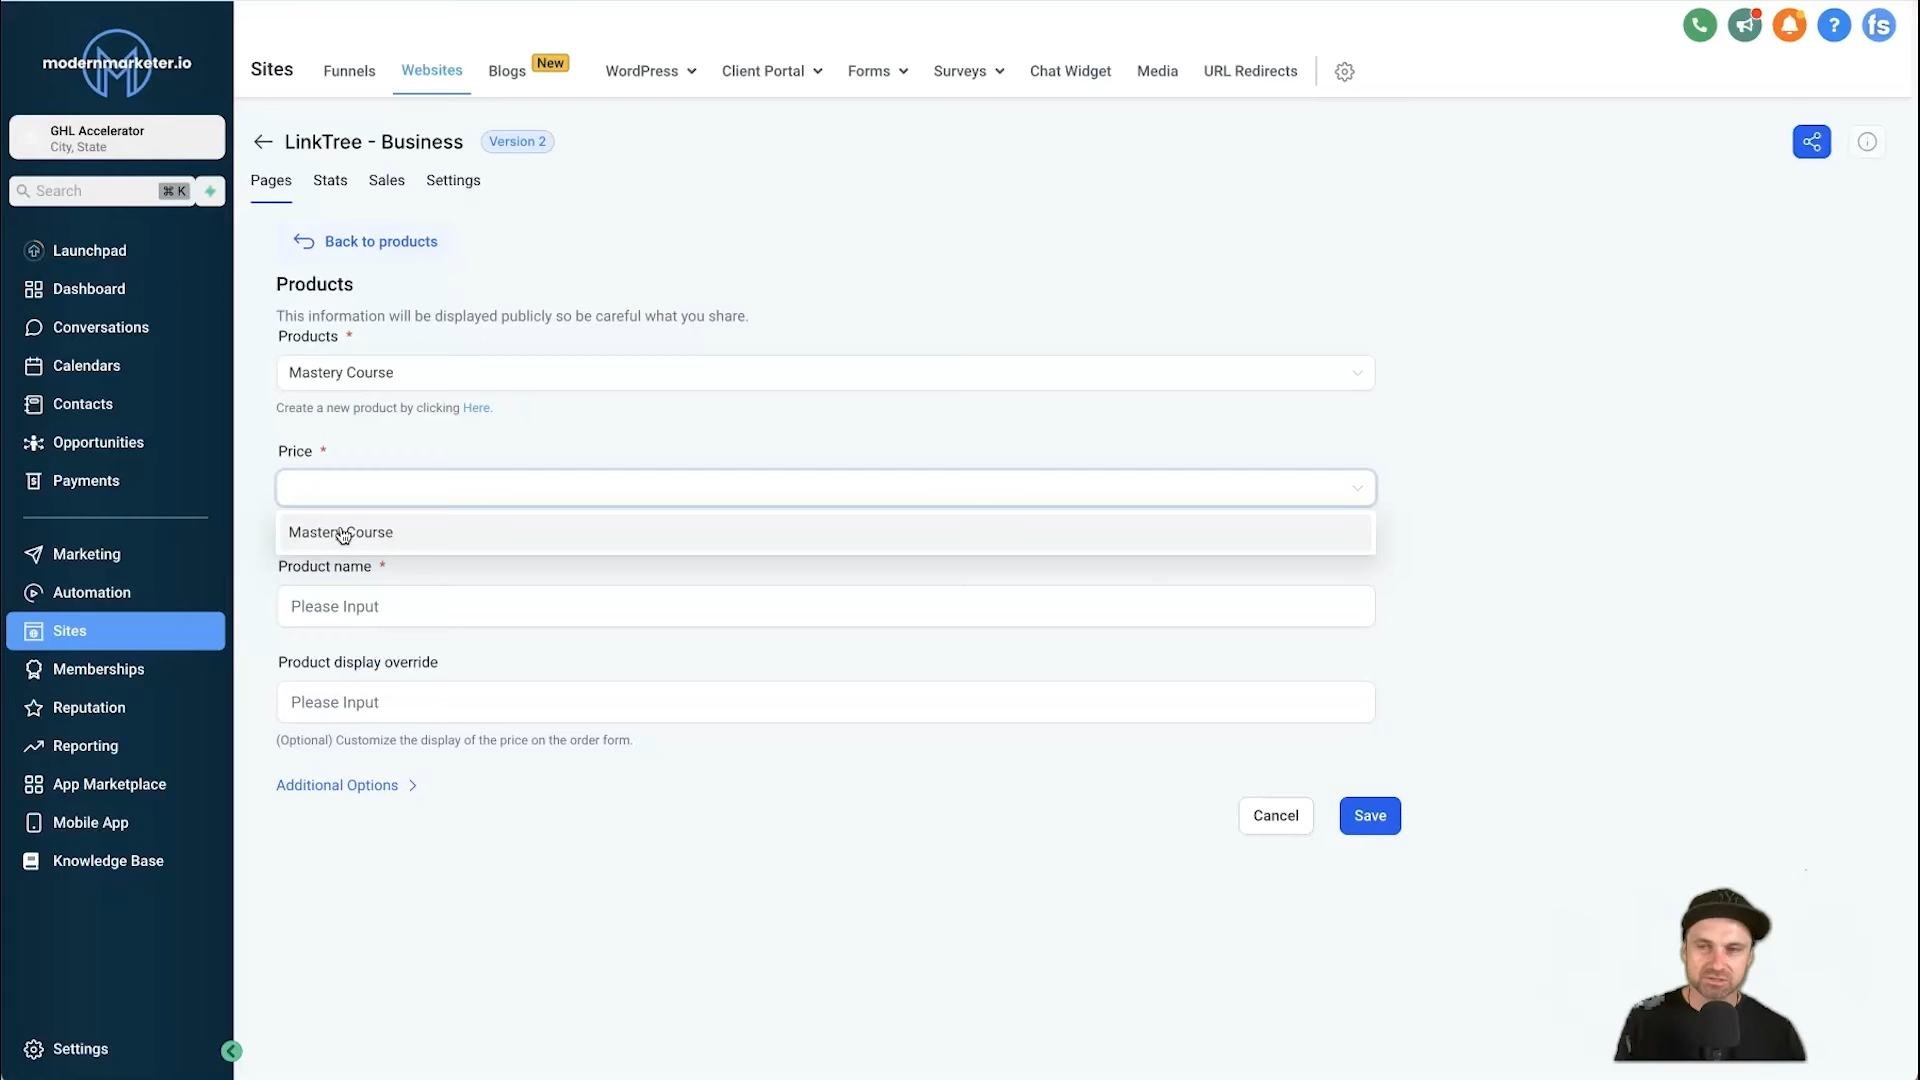 modernmarketer.io
GHL Accelerator
City, State
Search ⌘ K
Launchpad
Dashboard
Conversations
Calendars
Contacts
Opportunities
Payments
Marketing
Automation
Sites
Memberships
Reputation
Reporting
App Marketplace
Mobile App
Knowledge Base
Settings
Sites Funnels Websites Blogs New WordPress Client Portal Forms Surveys Chat Widget Media URL Redirects
? fs
LinkTree - Business Version 2
Pages Stats Sales Settings
Back to products
Products
This information will be displayed publicly so be careful what you share.
Products *
Mastery Course
Create a new product by clicking Here.
Price *
Mastery Course
Product name *
Please Input
Product display override
Please Input
(Optional) Customize the display of the price on the order form.
Additional Options
Cancel Save